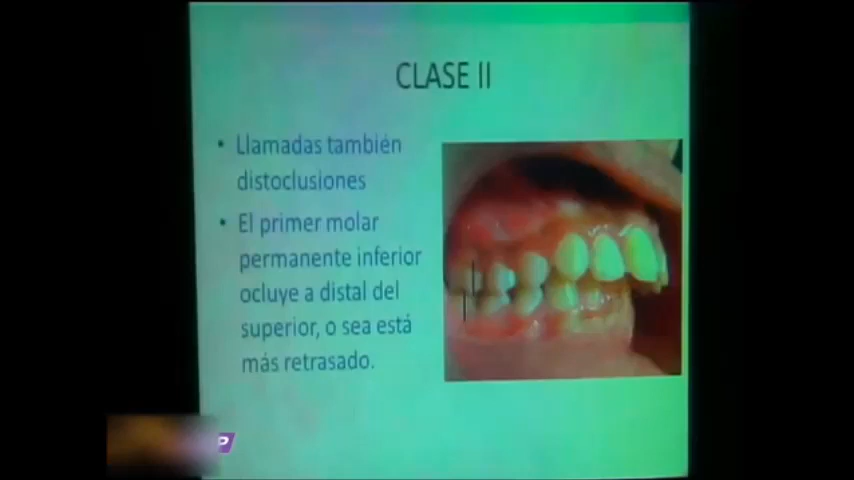 CLASE II
• Llamadas también
distoclusiones
• El primer molar
permanente inferior
ocluye a distal del
superior, o sea está
más retrasado.
P